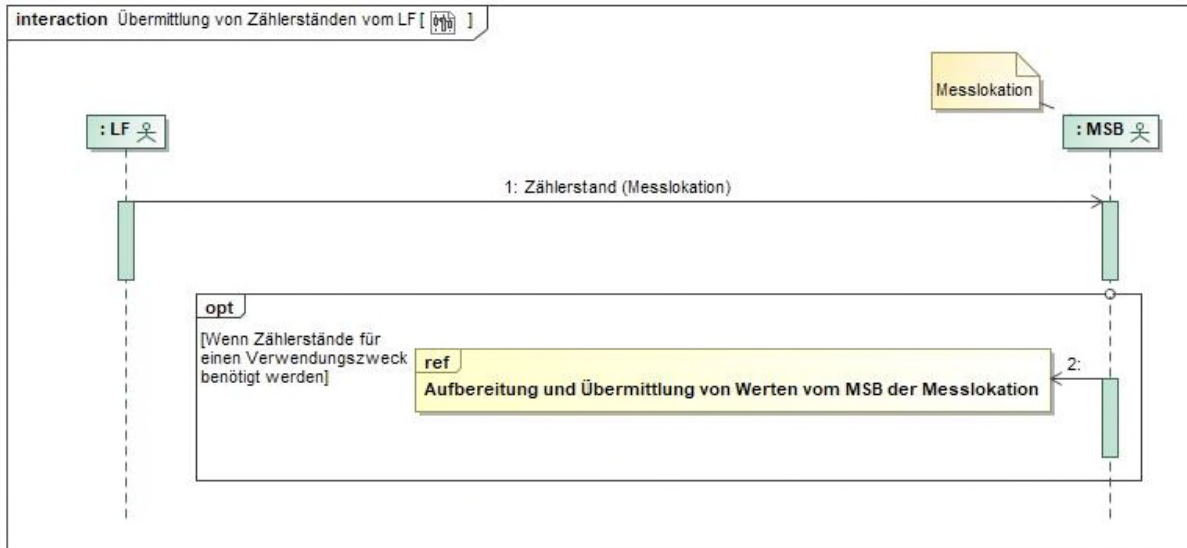 interaction Übermittlung von Zählerständen vom LF [ ]
Messlokation
: LF
: MSB
1: Zählerstand (Messlokation)
opt
[Wenn Zählerstände für
einen Verwendungszweck
benötigt werden]
ref
2:
Aufbereitung und Übermittlung von Werten vom MSB der Messlokation